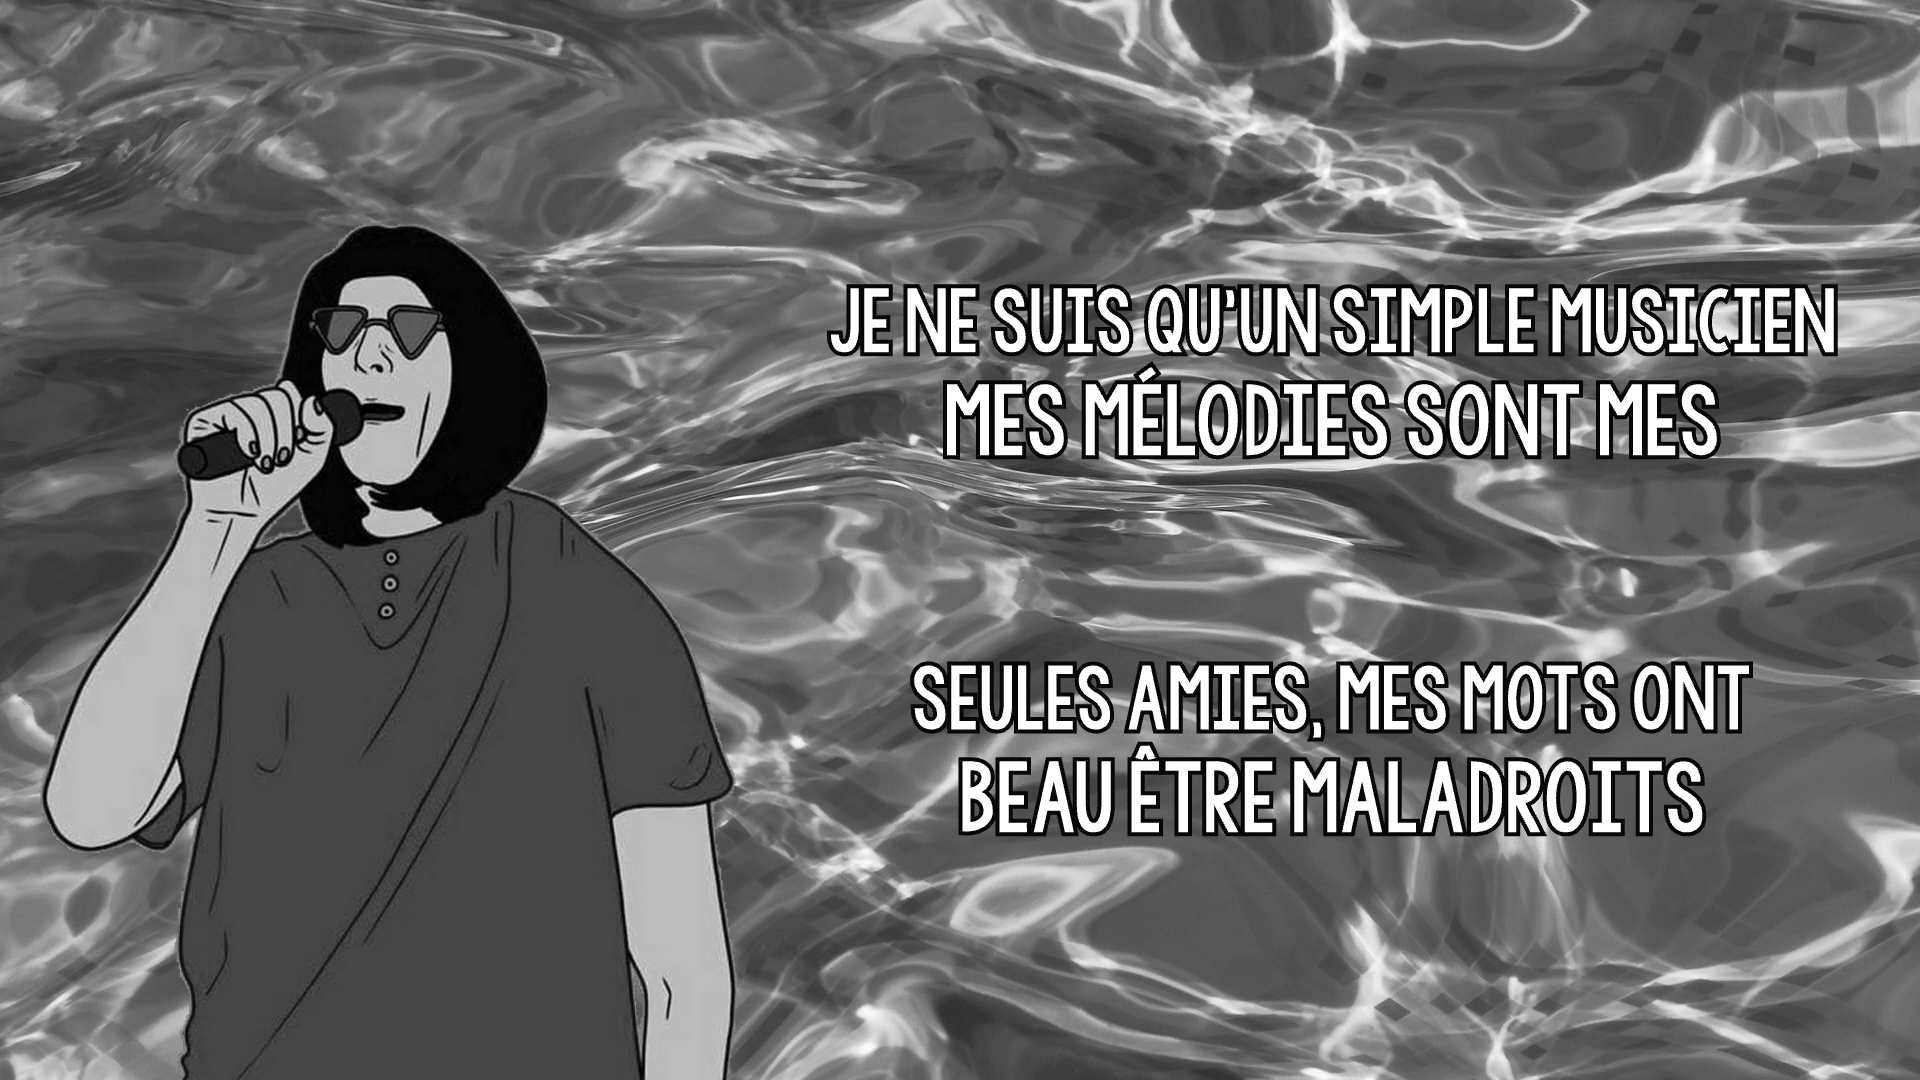 JE NE SUIS QU'UN SIMPLE MUSICIEN
MES MÉLODIES SONT MES
SEULES AMIES, MES MOTS ONT
BEAU ÊTRE MALADROITS